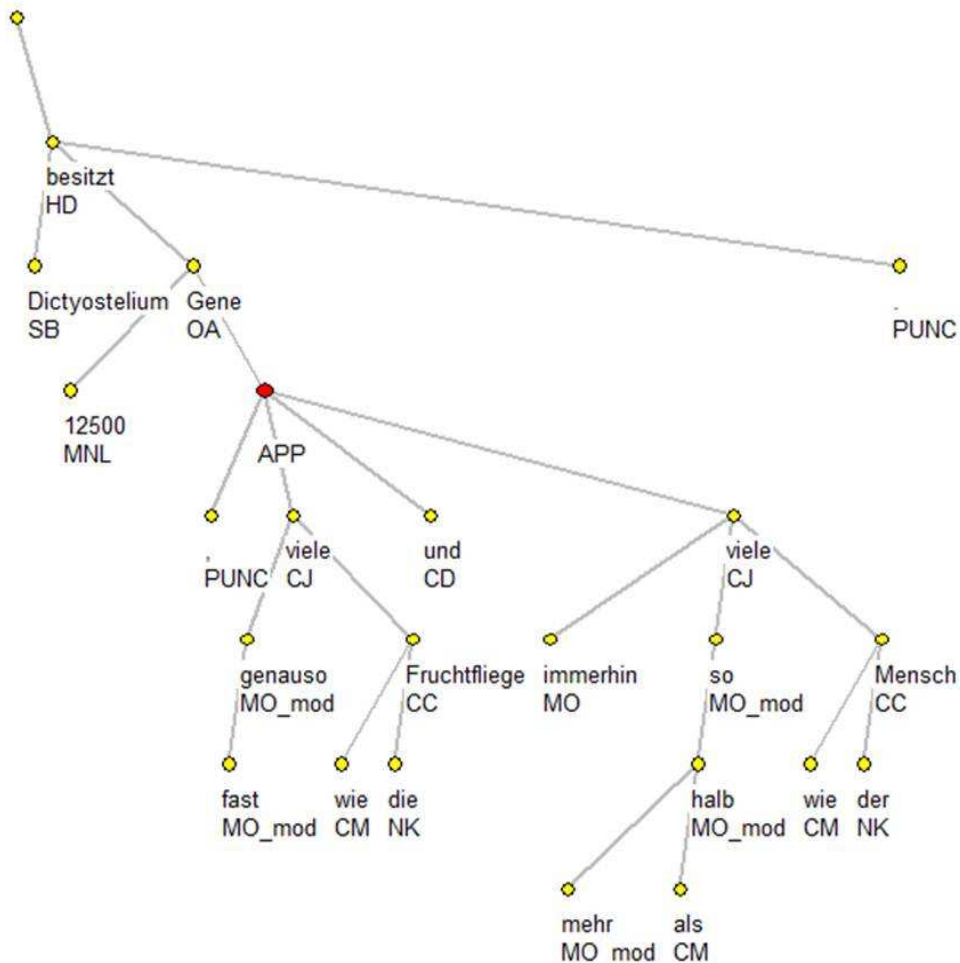 besitzt
HD
Dictyostelium
SB
Gene
OA
.
PUNC
12500
MNL
APP
,
PUNC
viele
CJ
und
CD
viele
CJ
genauso
MO_mod
Fruchtfliege
CC
immerhin
MO
so
MO_mod
Mensch
CC
fast
MO_mod
wie
CM
die
NK
halb
MO_mod
wie
CM
der
NK
mehr
MO_mod
als
CM